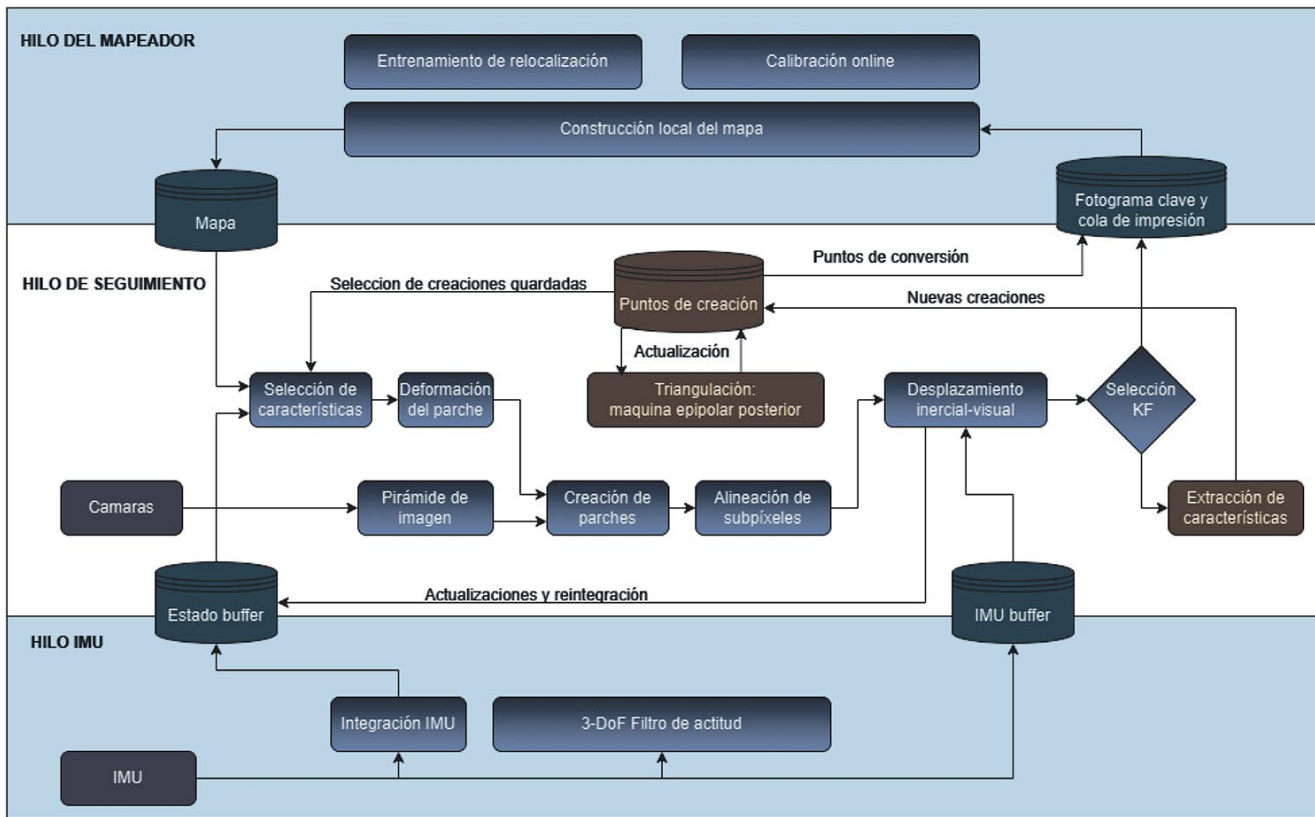 HILO DEL MAPEADOR
Entrenamiento de relocalización
Calibración online
Construcción local del mapa
Mapa
Fotograma clave y
cola de impresión
HILO DE SEGUIMIENTO
Puntos de conversión
Seleccion de creaciones quardadas
Puntos de creación
Nuevas creaciones
Actualización
Selección de
características
Deformación
del parche
Triangulación:
maquina epipolar posterior
Desplazamiento
inercial-visual
Selección
KF
Camaras
Pirámide de
imagen
Creación de
parches
Alineación de
subpíxeles
Extracción de
características
Estado buffer
Actualizaciones y reintegración
IMU buffer
HILO IMU
Integración IMU
3-DoF Filtro de actitud
IMU